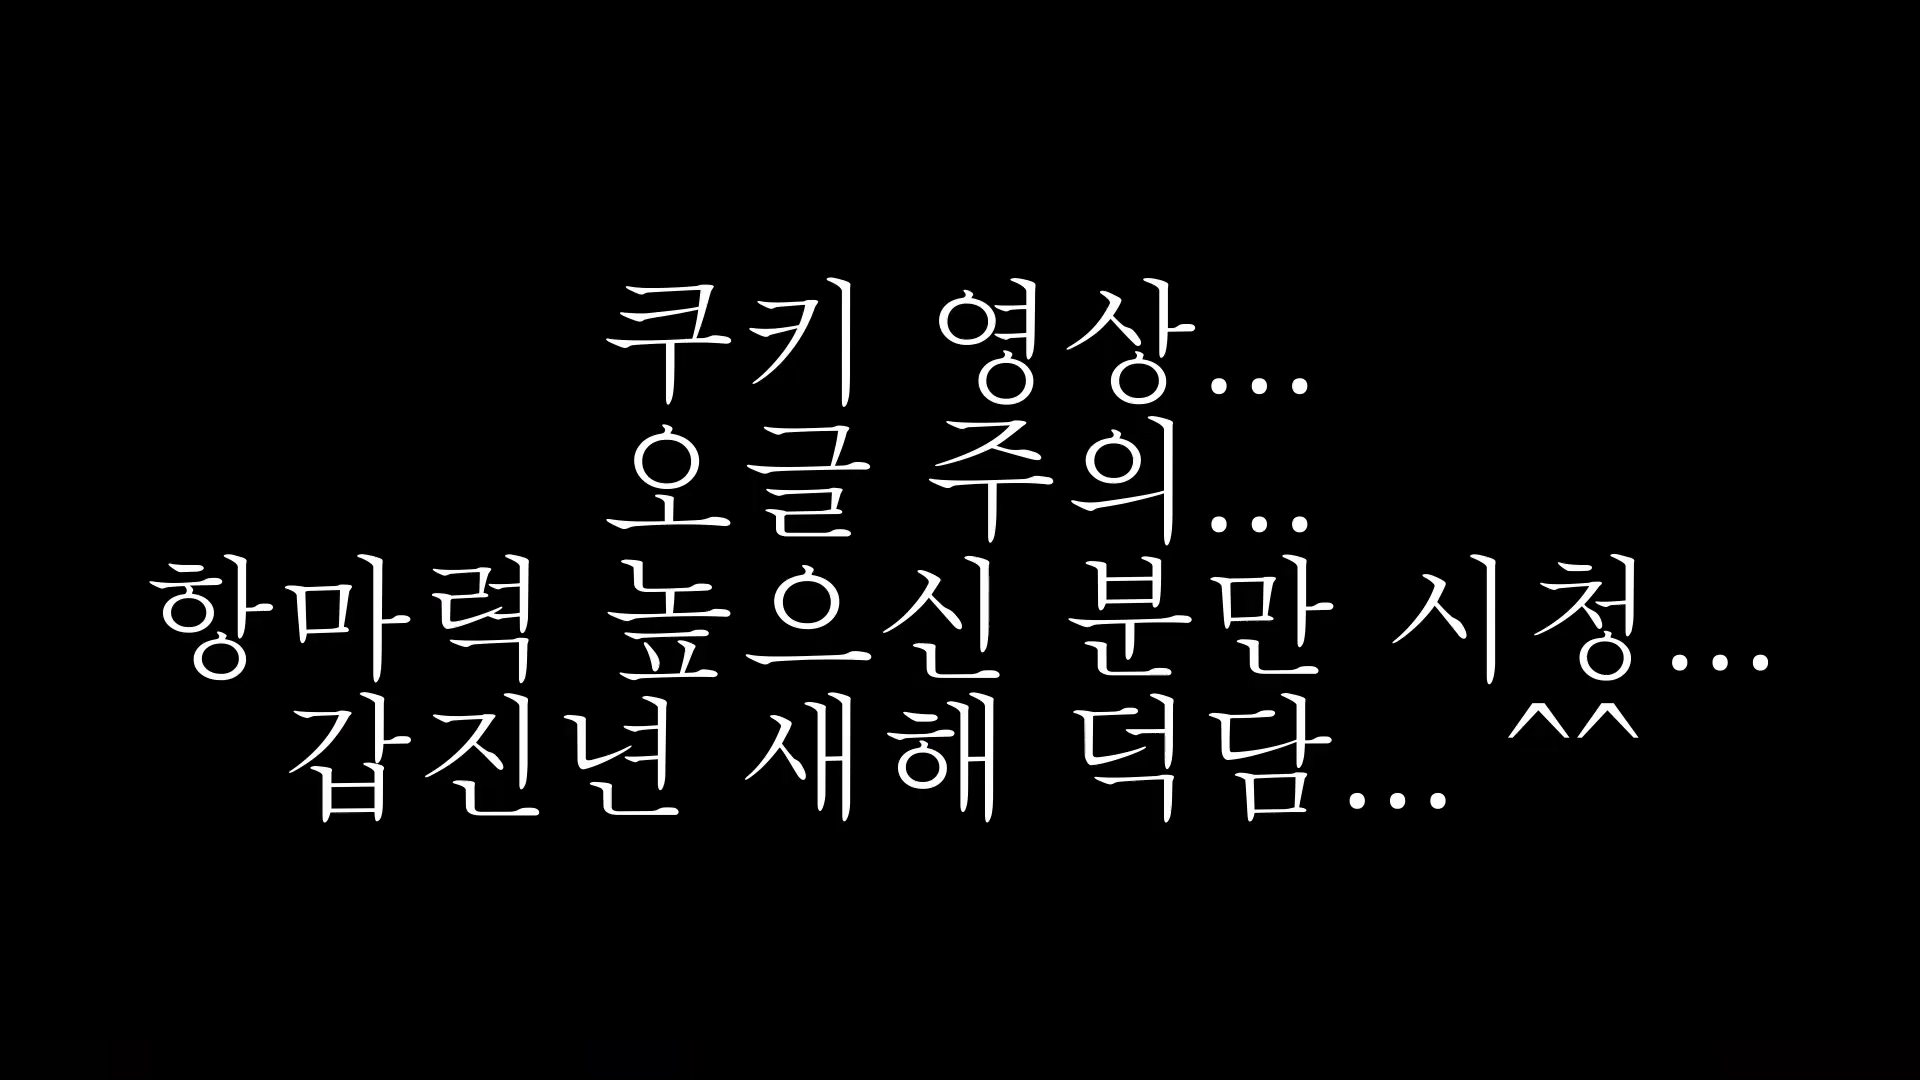 쿠키 영상...
오글 주의...
항마력 높으신 분만 시청...
갑진년 새해 덕담... ^^